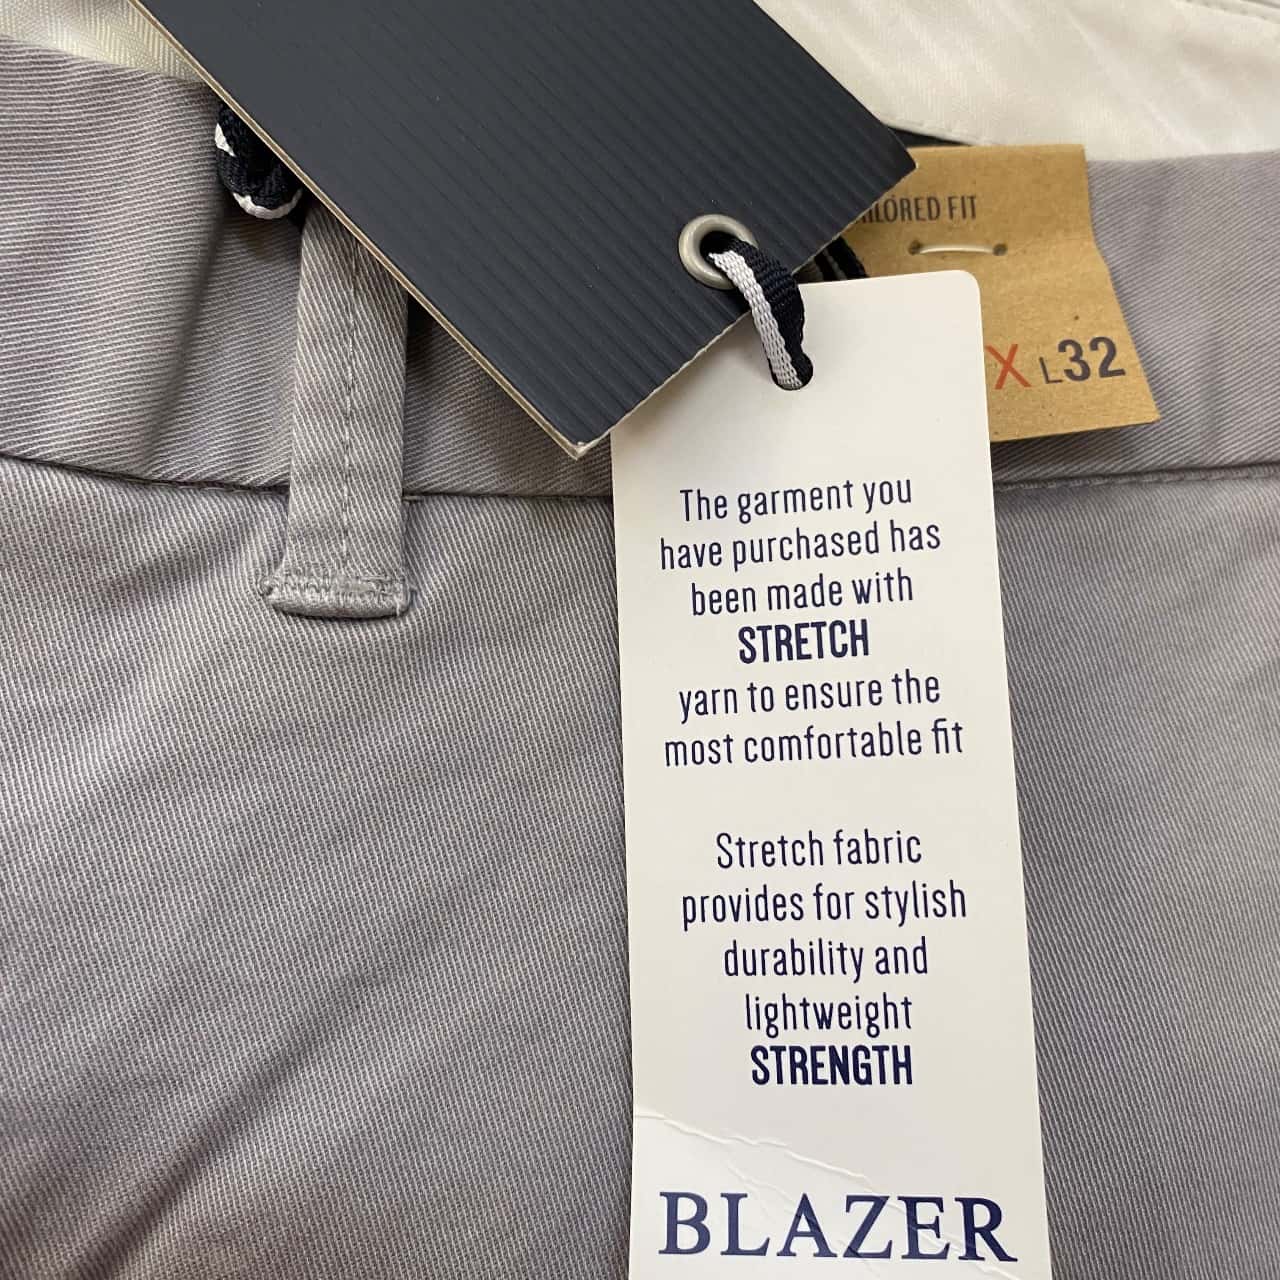 FIT
X L32
The garment you
have purchased has
been made with
STRETCH
yarn to ensure the
most comfortable fit
Stretch fabric
provides for stylish
durability and
lightweight
STRENGTH
BLAZER